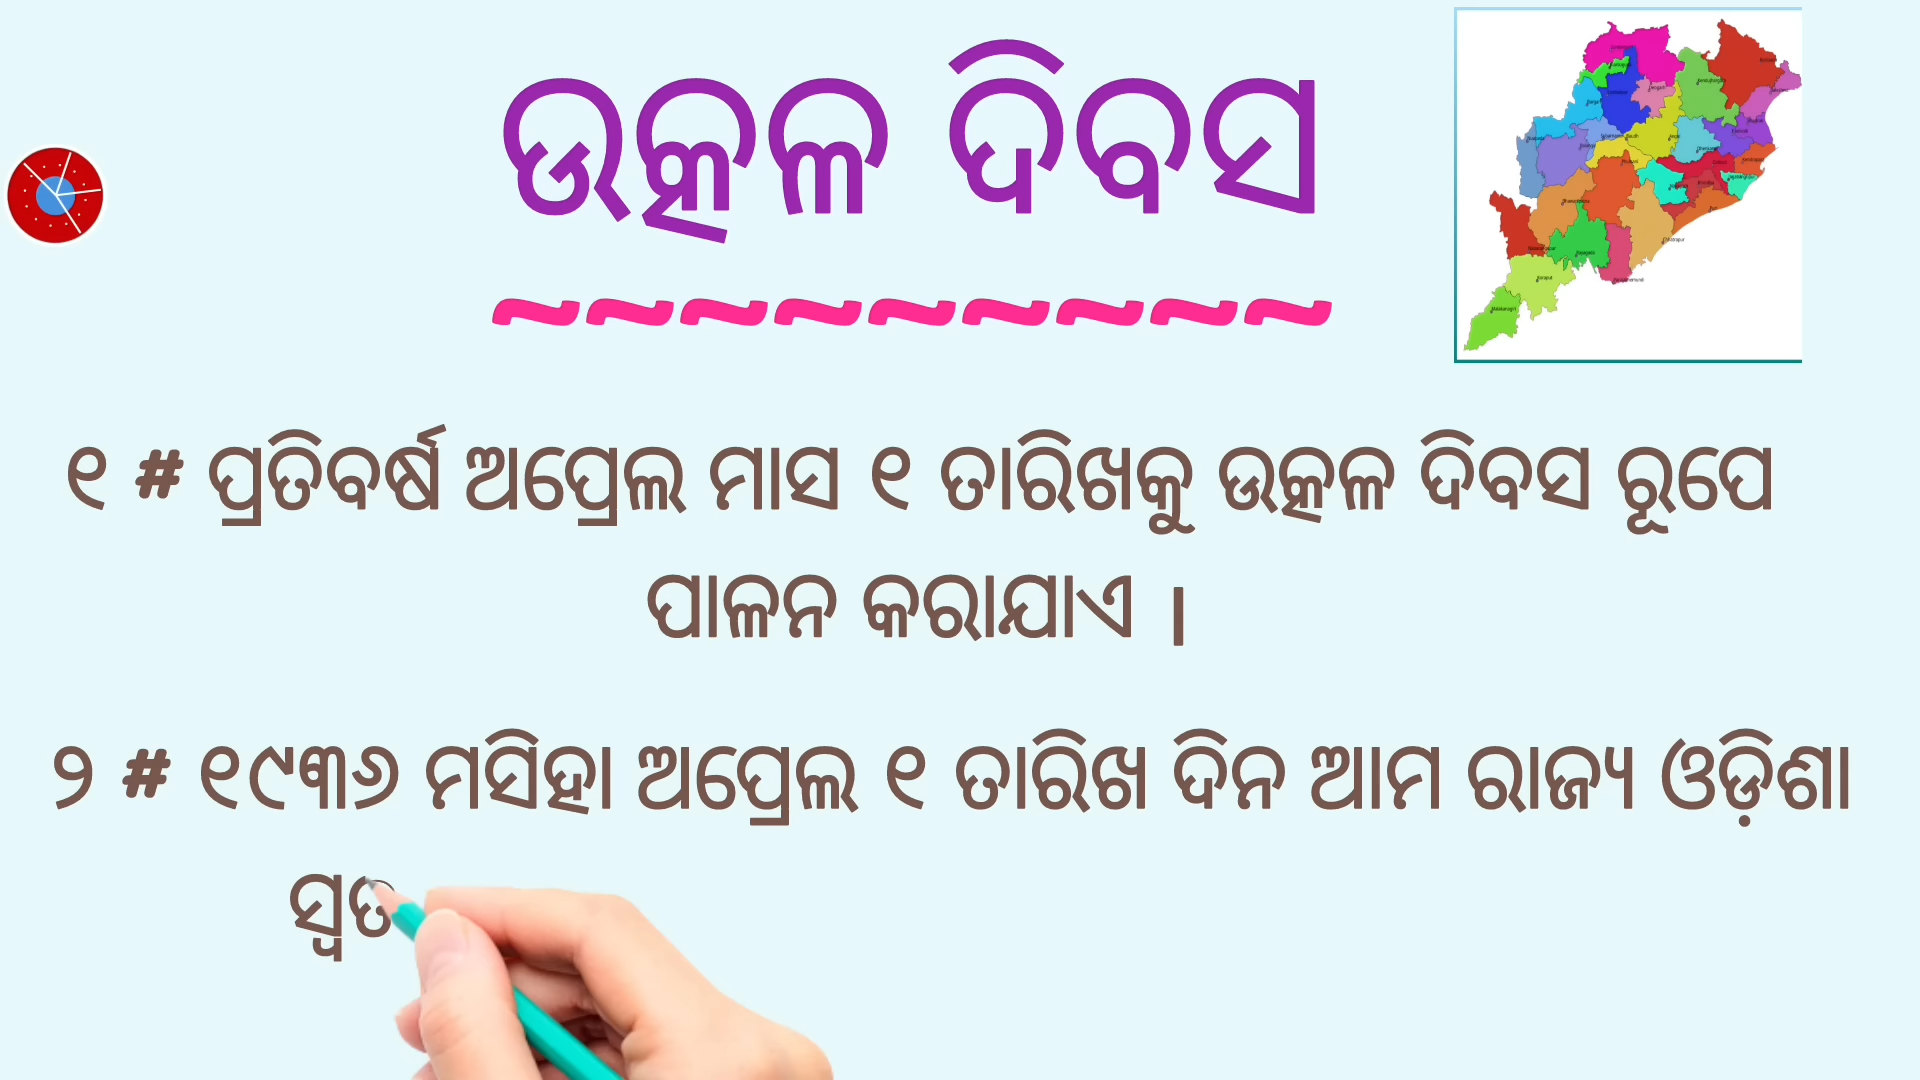 ଉତ୍କଳ ଦିବସ
~~~~~~~~~
୧ # ପ୍ରତିବର୍ଷ ଅପ୍ରେଲ ମାସ ୧ ତାରିଖକୁ ଉତ୍କଳ ଦିବସ ରୂପେ
ପାଳନ କରାଯାଏ ।
୨ # ୧୯୩୬ ମସିହା ଅପ୍ରେଲ ୧ ତାରିଖ ଦିନ ଆମ ରାଜ୍ୟ ଓଡ଼ିଶା